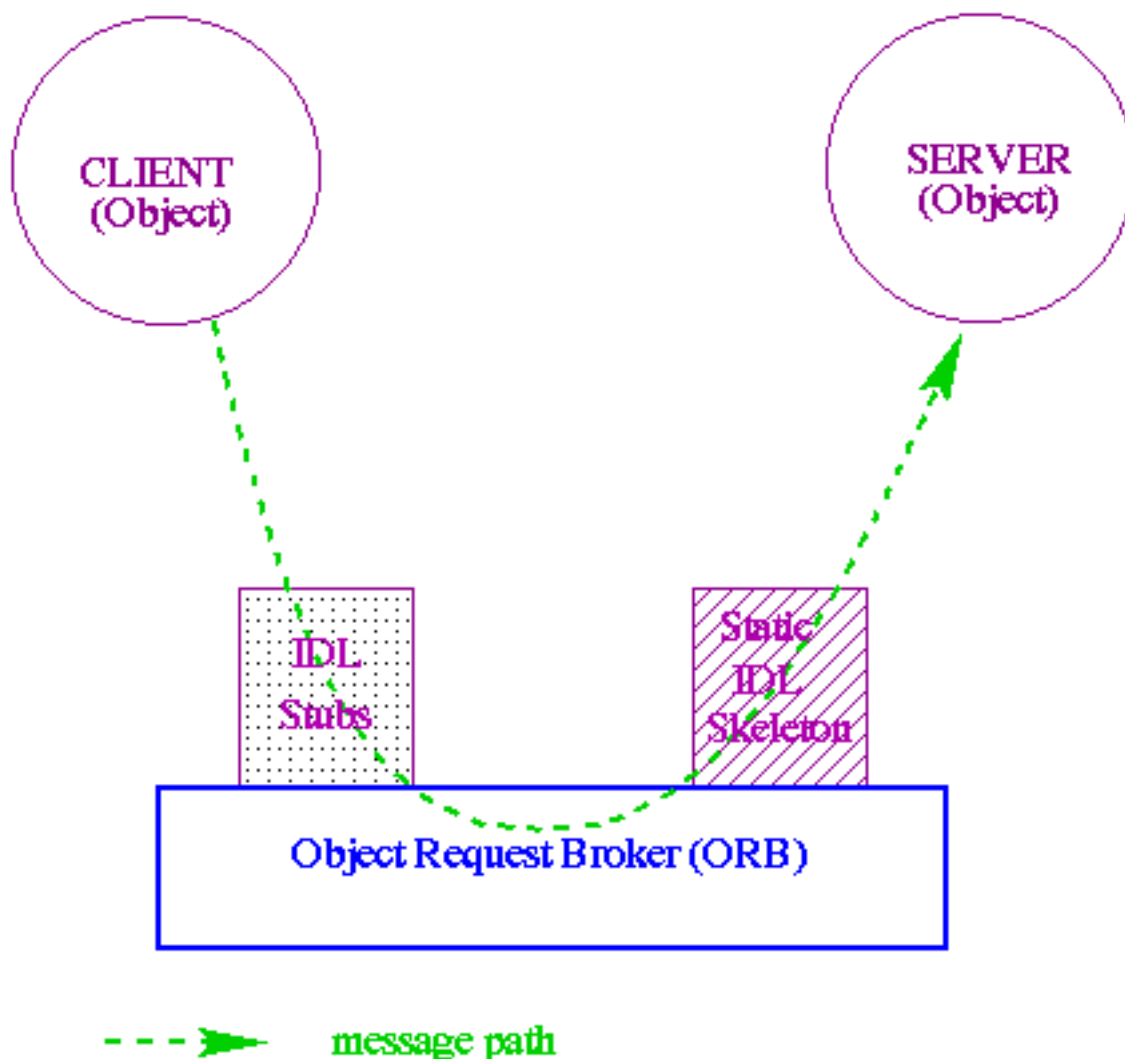 CLIENT
(Object)
SERVER
(Object)
IDL
Stubs
Static
IDL
Skeleton
Object Request Broker (ORB)
message path